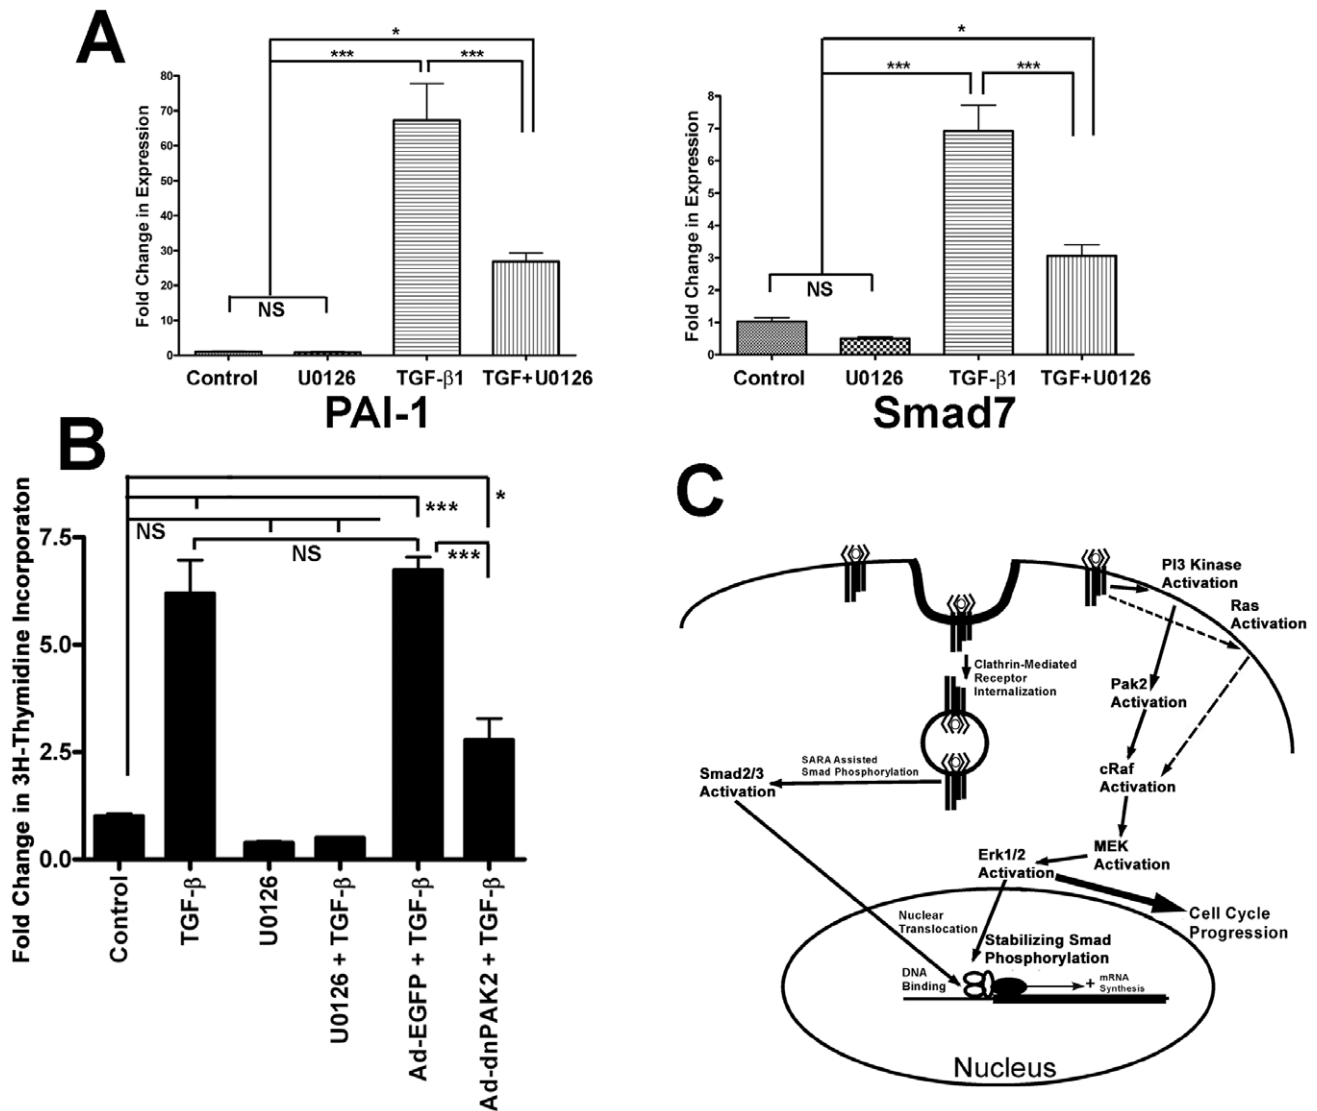 A
*
***
***
80
70
60
50
40
30
20
10
0
Fold Change in Expression
NS
Control
U0126
TGF-β1
TGF+U0126
PAI-1
*
***
***
8
7
6
5
4
3
2
1
0
Fold Change in Expression
NS
Control
U0126
TGF-β1
TGF+U0126
Smad7
B
*
***
NS
NS
***
7.5
5.0
2.5
0.0
Fold Change in 3H-Thymidine Incorporaton
Control
TGF-β
U0126
U0126 + TGF-β
Ad-EGFP + TGF-β
Ad-dnPAK2 + TGF-β
C
PI3 Kinase
Activation
Ras
Activation
Clathrin-Mediated
Receptor
Internalization
Pak2
Activation
SARA Assisted
Smad Phosphorylation
Smad2/3
Activation
cRaf
Activation
MEK
Activation
Erk1/2
Activation
Cell Cycle
Progression
Nuclear
Translocation
Stabilizing Smad
Phosphorylation
DNA
Binding
+ mRNA
Synthesis
Nucleus